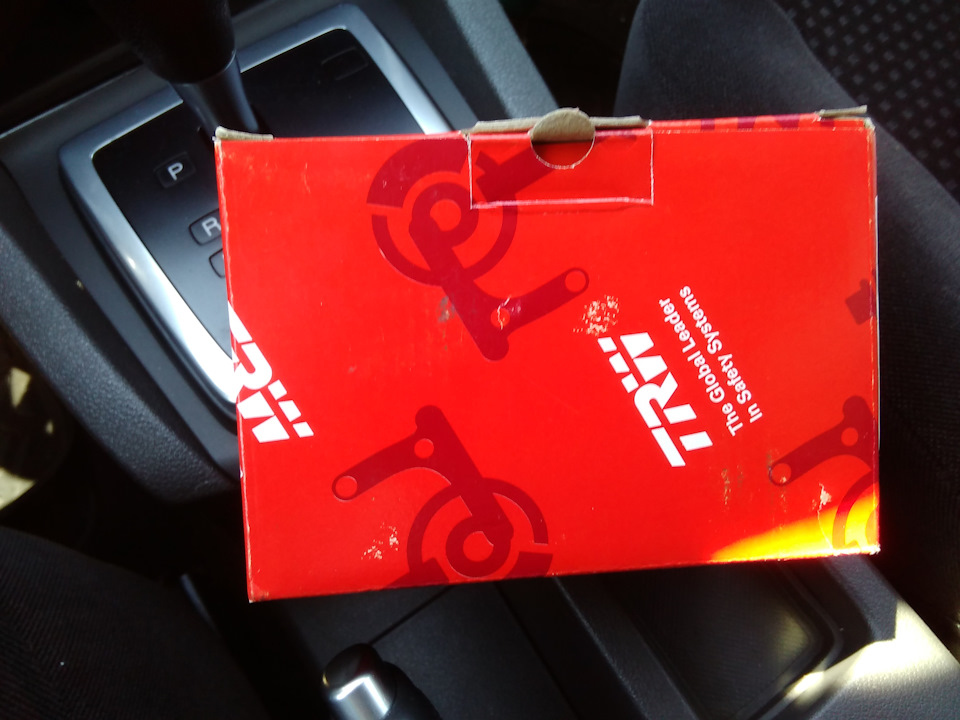 P
R
TRW
The Global Leader
In Safety Systems